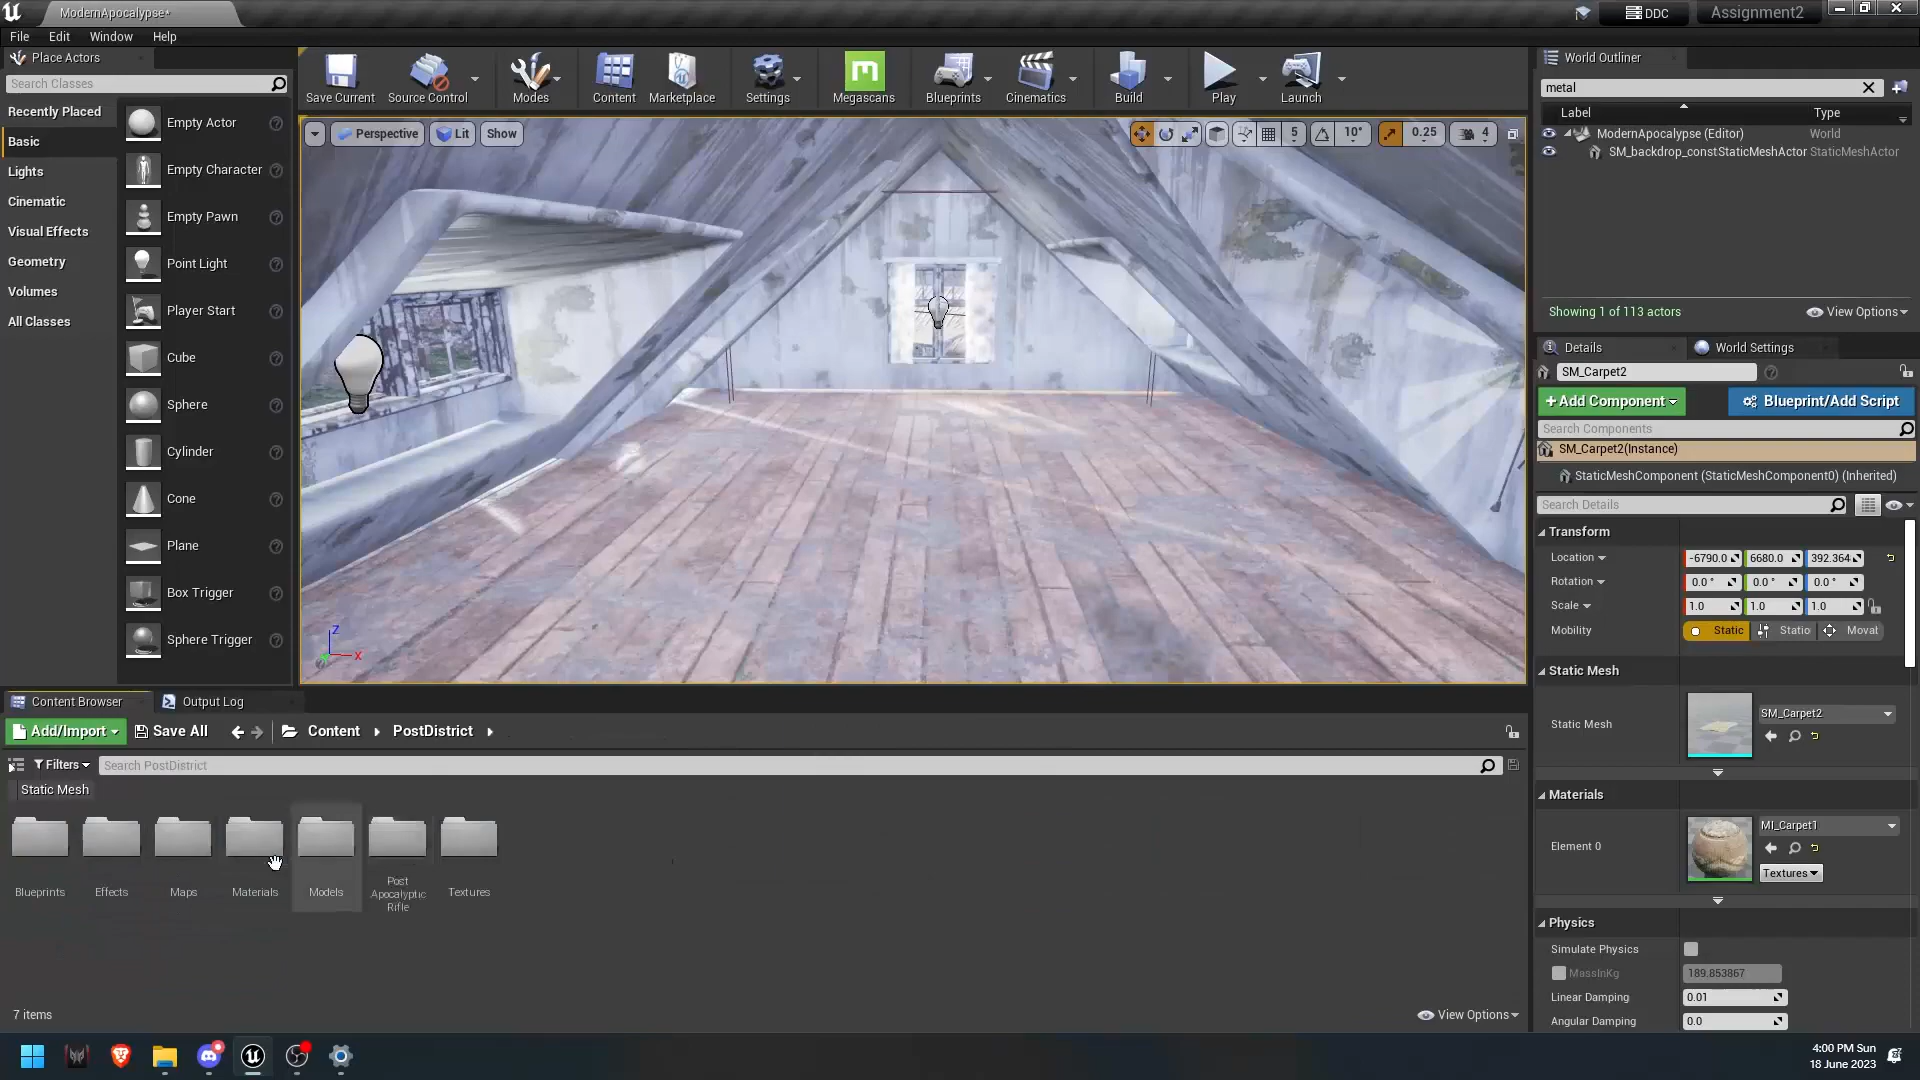 ModernApocalypse*
DDC
Assignment2
File Edit Window Help
Place Actors
Search Classes
Recently Placed
Basic
Lights
Cinematic
Visual Effects
Geometry
Volumes
All Classes
Empty Actor
Empty Character
Empty Pawn
Point Light
Player Start
Cube
Sphere
Cylinder
Cone
Plane
Box Trigger
Sphere Trigger
Save Current
Source Control
Modes
Content
Marketplace
Settings
Megascans
Blueprints
Cinematics
Build
Play
Launch
Perspective Lit Show
5 10° 0.25 4
Z
X
World Outliner
metal
Label Type
ModernApocalypse (Editor) World
SM_backdrop_constStaticMeshActor StaticMeshActor
Showing 1 of 113 actors View Options
Details World Settings
SM_Carpet2
+Add Component Blueprint/Add Script
Search Components
SM_Carpet2(Instance)
StaticMeshComponent (StaticMeshComponent0) (Inherited)
Search Details
Transform
Location -6790.0 6680.0 392.364
Rotation 0.0 ° 0.0 ° 0.0 °
Scale 1.0 1.0 1.0
Mobility Static Statio Movat
Static Mesh
Static Mesh SM_Carpet2
Materials
Element 0 MI_Carpet1
Textures
Physics
Simulate Physics
MassInKg 189.853867
Linear Damping 0.01
Angular Damping 0.0
Content Browser Output Log
Add/Import Save All Content PostDistrict
Filters Search PostDistrict
Static Mesh
Blueprints
Effects
Maps
Materials
Models
Post
Apocalyptic
Rifle
Textures
7 items View Options
4:00 PM Sun
18 June 2023